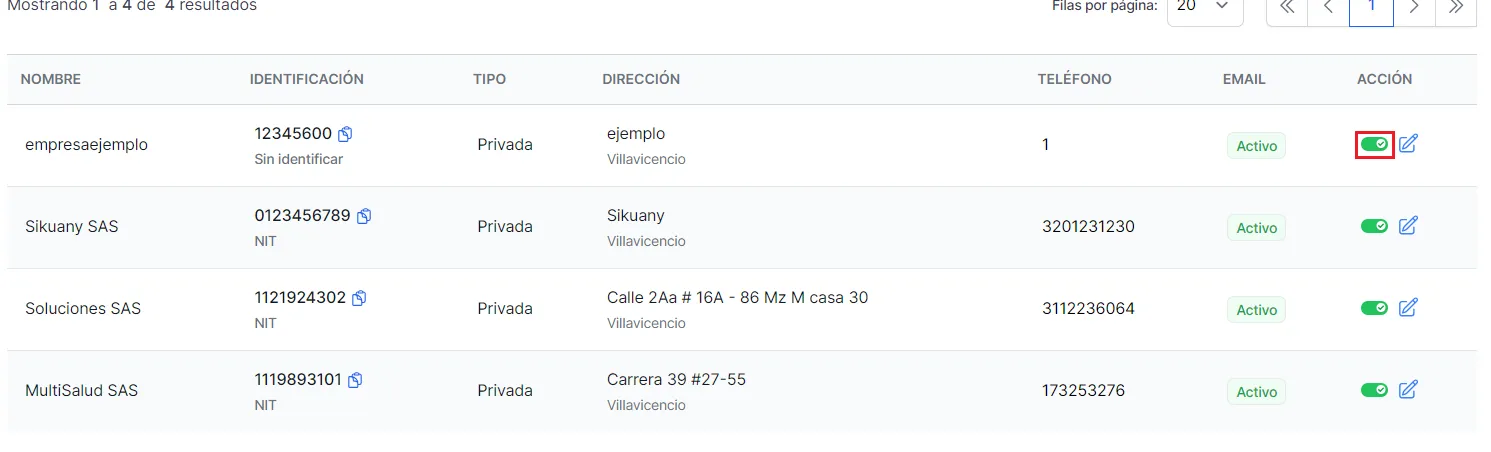 Mostrando 1 a 4 de 4 resultados
Filas por página: 20 1
NOMBRE IDENTIFICACIÓN TIPO DIRECCIÓN TELÉFONO EMAIL ACCIÓN
empresaejemplo 12345600 Privada ejemplo 1 Activo
Sin identificar Villavicencio
Sikuany SAS 0123456789 Privada Sikuany 3201231230 Activo
NIT Villavicencio
Soluciones SAS 1121924302 Privada Calle 2Aa # 16A - 86 Mz M casa 30 3112236064 Activo
NIT Villavicencio
MultiSalud SAS 1119893101 Privada Carrera 39 #27-55 173253276 Activo
NIT Villavicencio